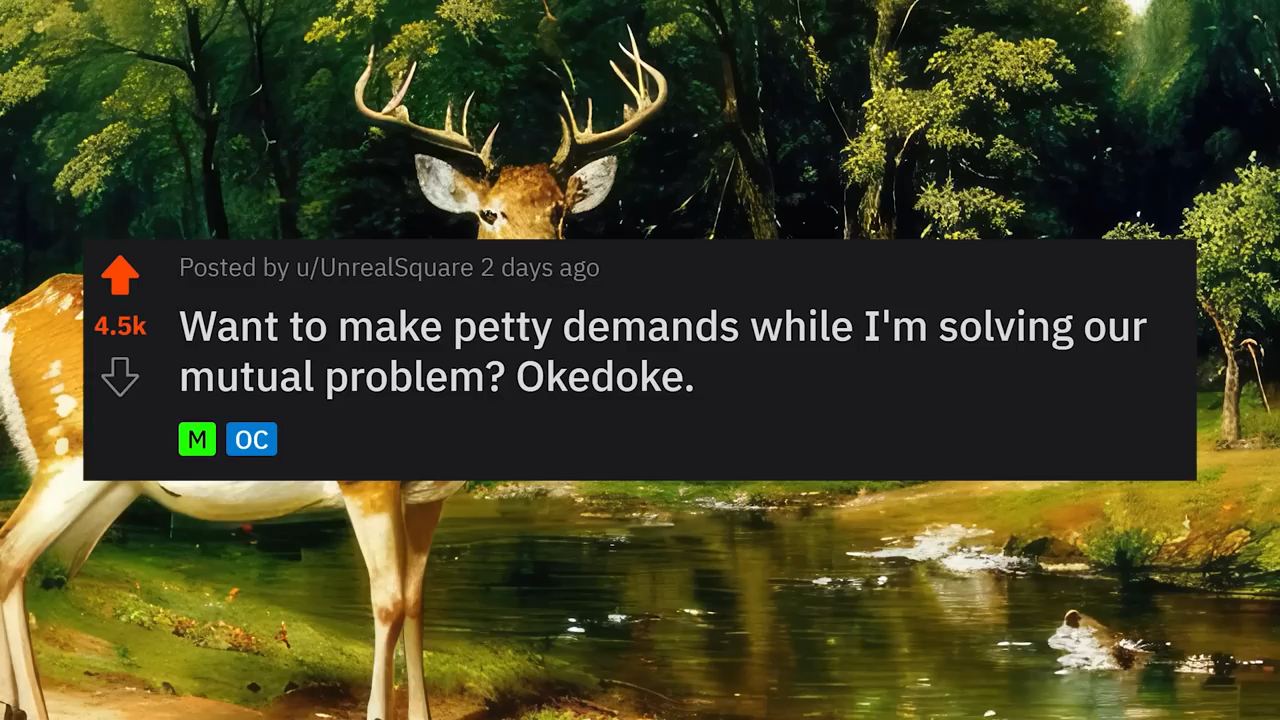 Posted by u/UnrealSquare 2 days ago
4.5k
Want to make petty demands while I'm solving our
mutual problem? Okedoke.
M OC